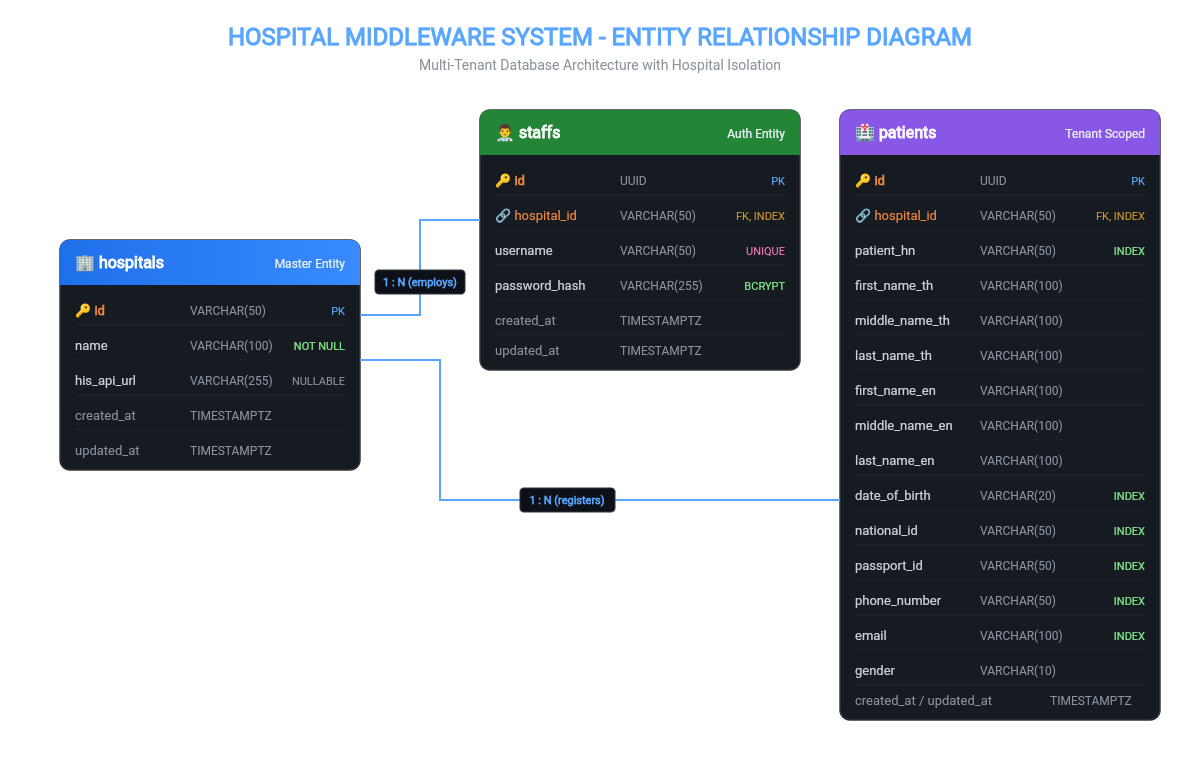 HOSPITAL MIDDLEWARE SYSTEM - ENTITY RELATIONSHIP DIAGRAM
Multi-Tenant Database Architecture with Hospital Isolation
hospitals Master Entity
id VARCHAR(50) PK
name VARCHAR(100) NOT NULL
his_api_url VARCHAR(255) NULLABLE
created_at TIMESTAMPTZ
updated_at TIMESTAMPTZ
1 : N (employs)
1 : N (registers)
staffs Auth Entity
id UUID PK
hospital_id VARCHAR(50) FK, INDEX
username VARCHAR(50) UNIQUE
password_hash VARCHAR(255) BCRYPT
created_at TIMESTAMPTZ
updated_at TIMESTAMPTZ
patients Tenant Scoped
id UUID PK
hospital_id VARCHAR(50) FK, INDEX
patient_hn VARCHAR(50) INDEX
first_name_th VARCHAR(100)
middle_name_th VARCHAR(100)
last_name_th VARCHAR(100)
first_name_en VARCHAR(100)
middle_name_en VARCHAR(100)
last_name_en VARCHAR(100)
date_of_birth VARCHAR(20) INDEX
national_id VARCHAR(50) INDEX
passport_id VARCHAR(50) INDEX
phone_number VARCHAR(50) INDEX
email VARCHAR(100) INDEX
gender VARCHAR(10)
created_at / updated_at TIMESTAMPTZ